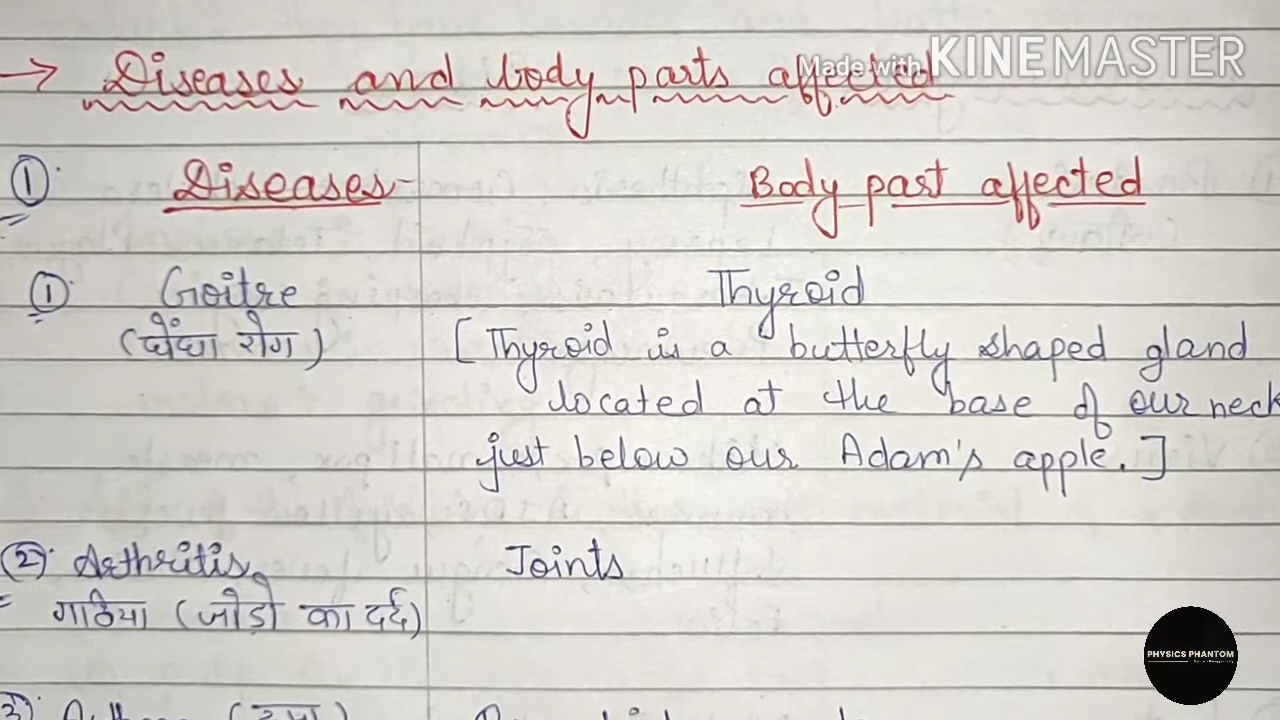 Made with KINEMASTER
→ Diseases and body parts affected
① Diseases Body part affected
① Goitre Thyroid
(घेंघा रोग) [Thyroid is a butterfly shaped gland
located at the base of our neck
just below our Adam's apple.]
② Arthritis Joints
गठिया (जोड़ो का दर्द)
PHYSICS PHANTOM